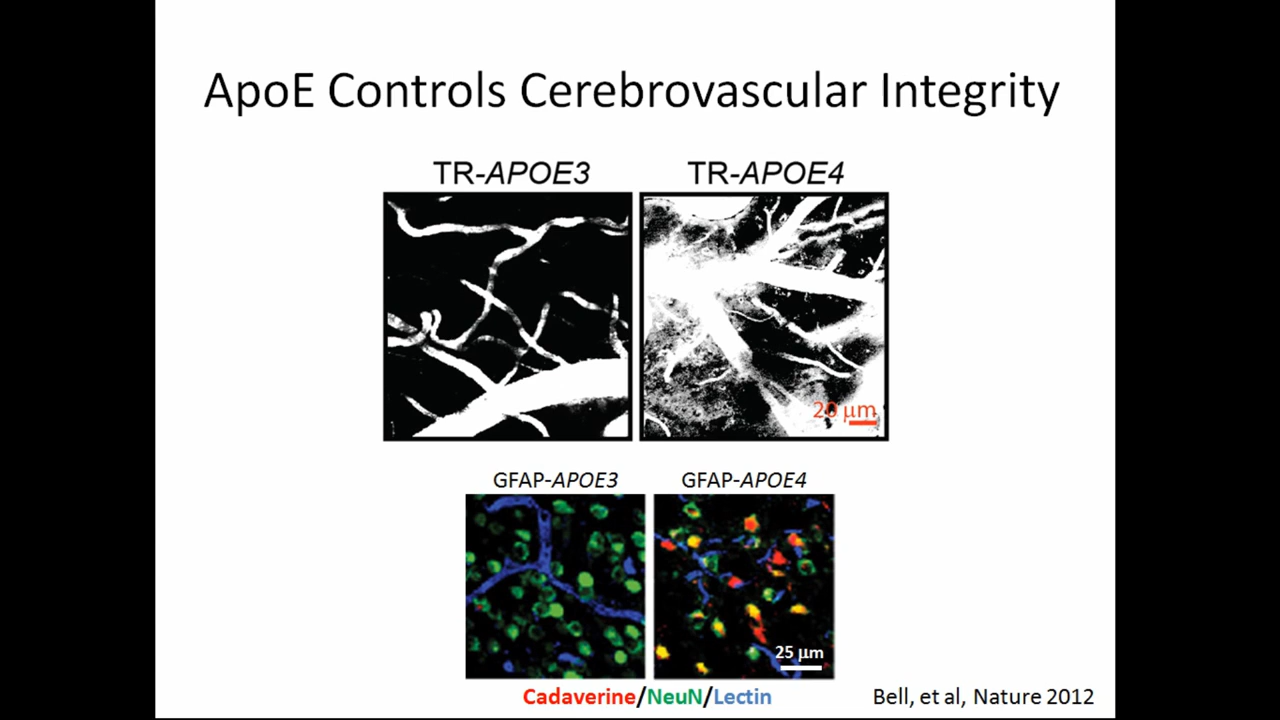 ApoE Controls Cerebrovascular Integrity
TR-APOE3 TR-APOE4
20 µm
GFAP-APOE3 GFAP-APOE4
25 µm
Cadaverine/NeuN/Lectin
Bell, et al, Nature 2012